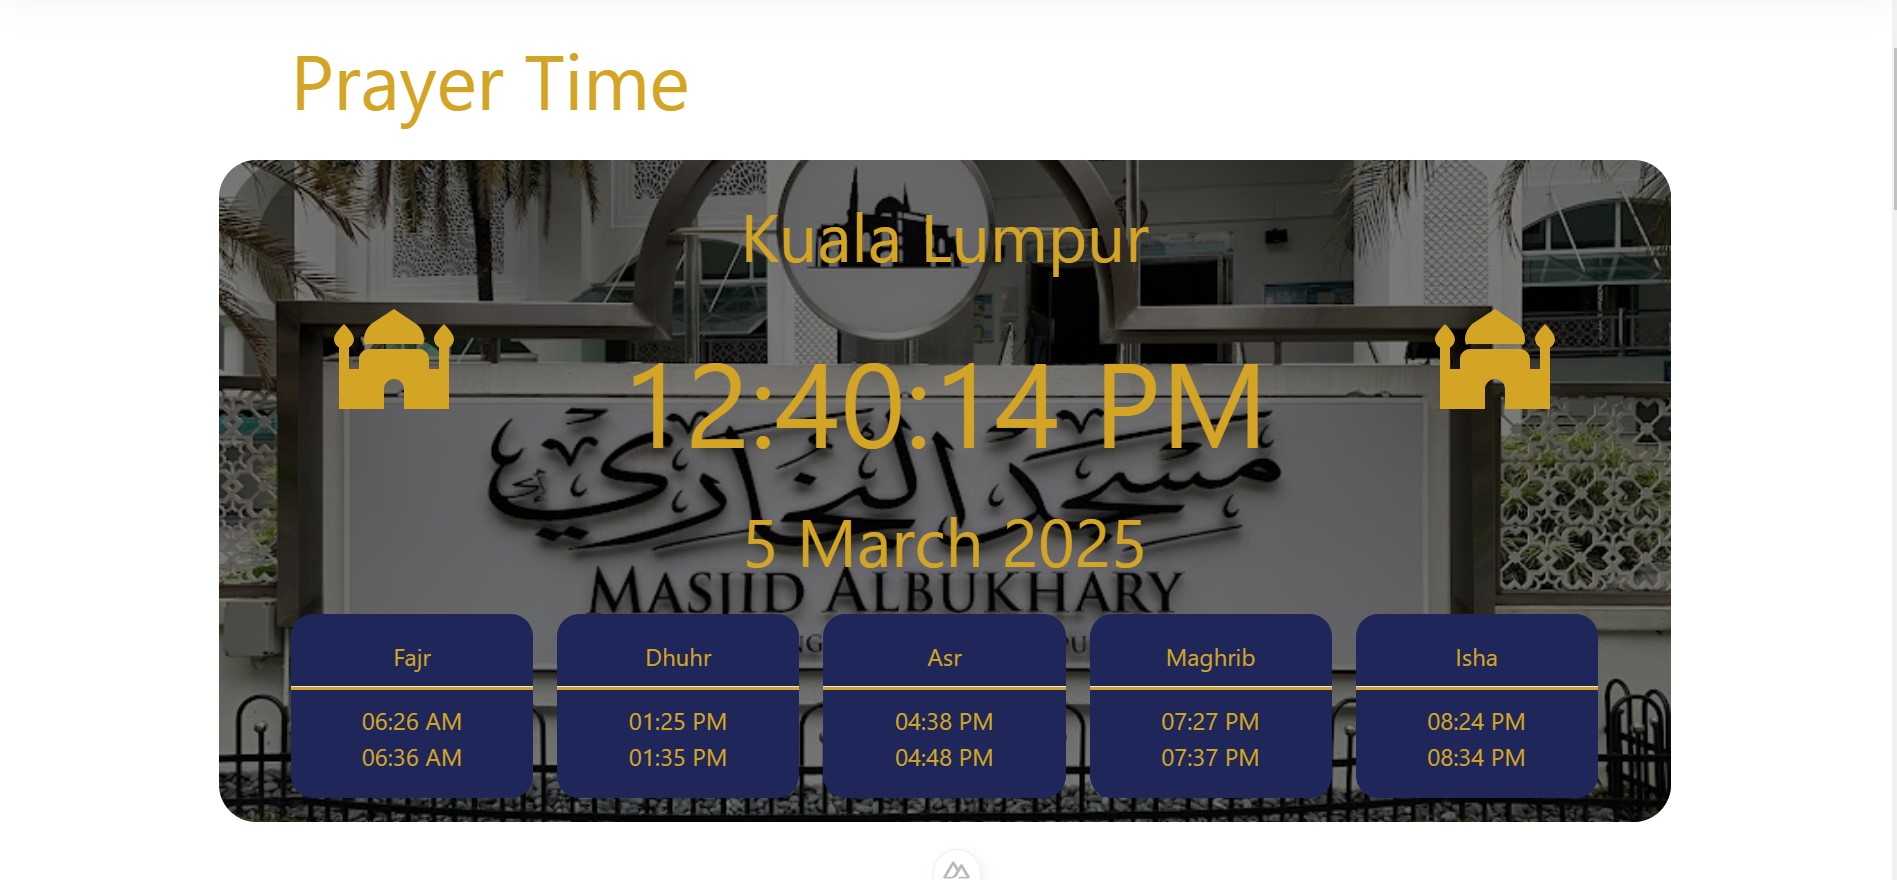 Prayer Time
Kuala Lumpur
12:40:14 PM
مسجد البخاري
5 March 2025
MASJID ALBUKHARY
Fajr
06:26 AM
06:36 AM
Dhuhr
01:25 PM
01:35 PM
Asr
04:38 PM
04:48 PM
Maghrib
07:27 PM
07:37 PM
Isha
08:24 PM
08:34 PM